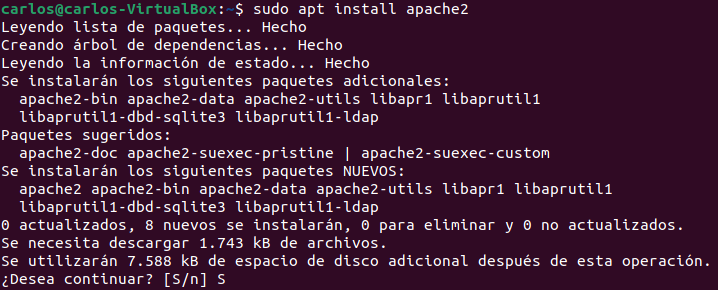 carlos@carlos-VirtualBox:~$ sudo apt install apache2
Leyendo lista de paquetes... Hecho
Creando árbol de dependencias... Hecho
Leyendo la información de estado... Hecho
Se instalarán los siguientes paquetes adicionales:
  apache2-bin apache2-data apache2-utils libapr1 libaprutil1
  libaprutil1-dbd-sqlite3 libaprutil1-ldap
Paquetes sugeridos:
  apache2-doc apache2-suexec-pristine | apache2-suexec-custom
Se instalarán los siguientes paquetes NUEVOS:
  apache2 apache2-bin apache2-data apache2-utils libapr1 libaprutil1
  libaprutil1-dbd-sqlite3 libaprutil1-ldap
0 actualizados, 8 nuevos se instalarán, 0 para eliminar y 0 no actualizados.
Se necesita descargar 1.743 kB de archivos.
Se utilizarán 7.588 kB de espacio de disco adicional después de esta operación.
¿Desea continuar? [S/n] S